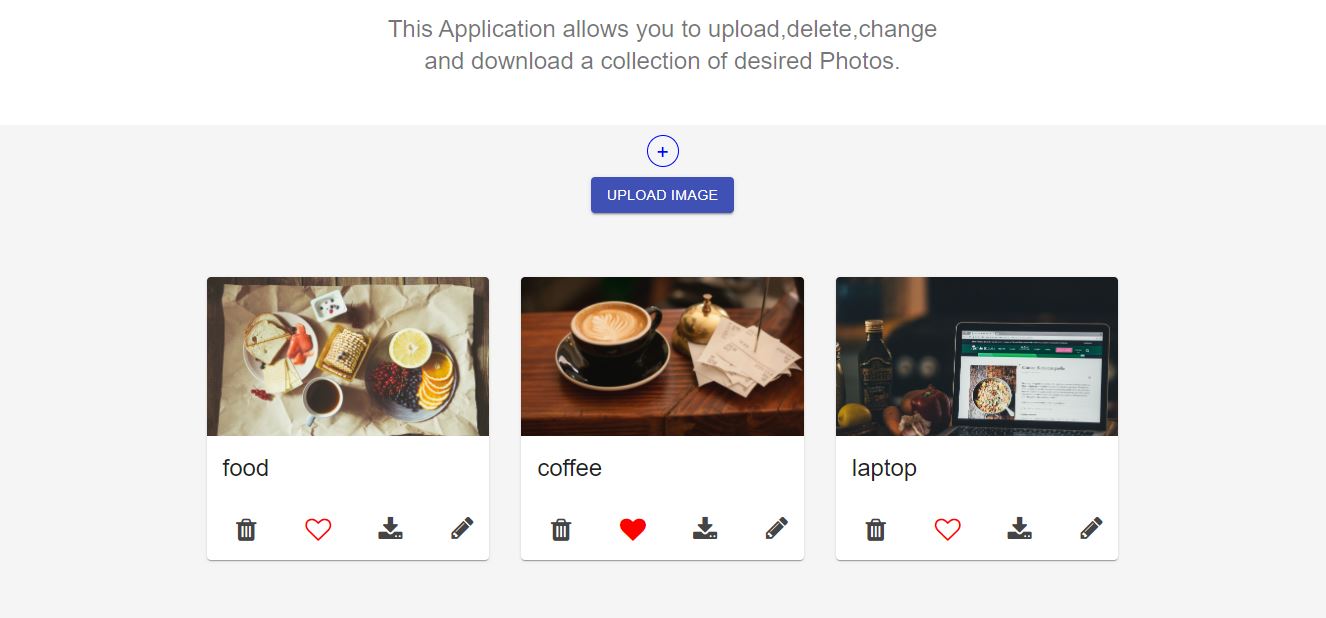 This Application allows you to upload,delete,change
and download a collection of desired Photos.
+
UPLOAD IMAGE
food
coffee
laptop